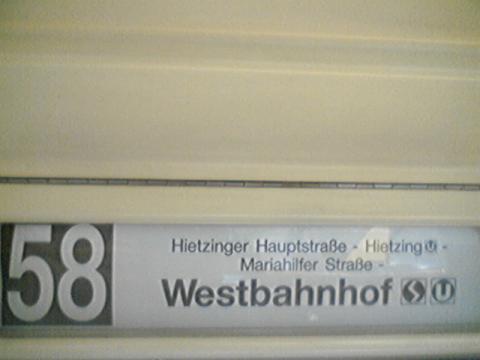 58
Hietzinger Hauptstraße - Hietzing U -
Mariahilfer Straße -
Westbahnhof S U